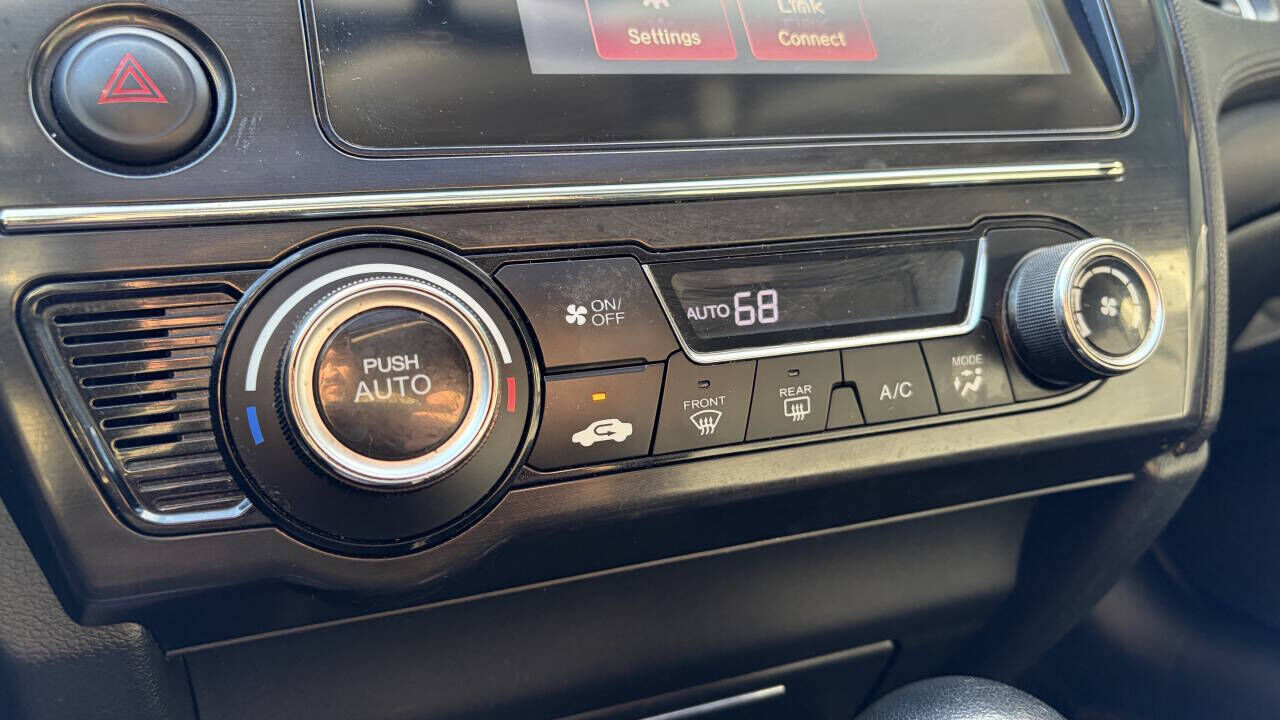 Link
Settings
Connect
ON/
OFF
AUTO 68
PUSH
AUTO
FRONT
REAR
A/C
MODE